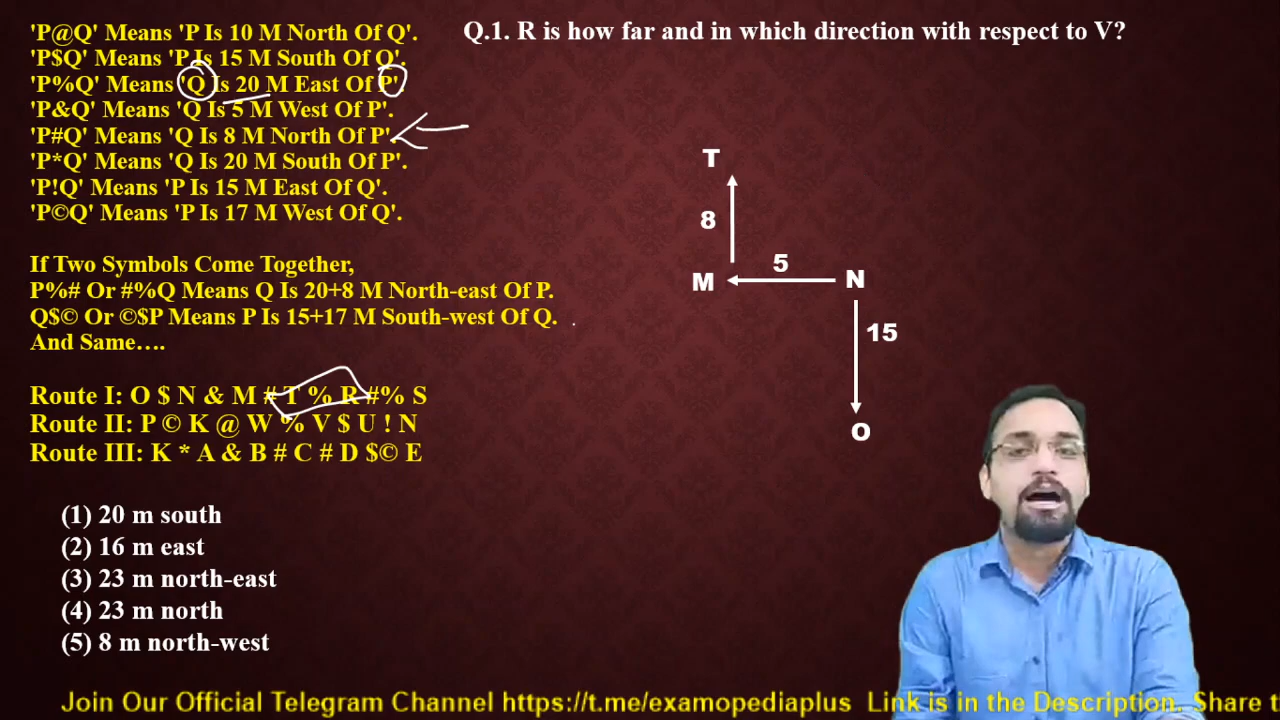 'P@Q' Means 'P Is 10 M North Of Q'.
'P$Q' Means 'P Is 15 M South Of Q'.
'P%Q' Means 'Q Is 20 M East Of P'.
'P&Q' Means 'Q Is 5 M West Of P'.
'P#Q' Means 'Q Is 8 M North Of P'.
'P*Q' Means 'Q Is 20 M South Of P'.
'P!Q' Means 'P Is 15 M East Of Q'.
'P©Q' Means 'P Is 17 M West Of Q'.
If Two Symbols Come Together,
P%# Or #%Q Means Q Is 20+8 M North-east Of P.
Q$© Or ©$P Means P Is 15+17 M South-west Of Q.
And Same….
Route I: O $ N & M # T % R #% S
Route II: P © K @ W % V $ U ! N
Route III: K * A & B # C # D $© E
(1) 20 m south
(2) 16 m east
(3) 23 m north-east
(4) 23 m north
(5) 8 m north-west
Q.1. R is how far and in which direction with respect to V?
T
8
5
M
N
15
O
Join Our Official Telegram Channel https://t.me/examopediaplus Link is in the Description. Share t